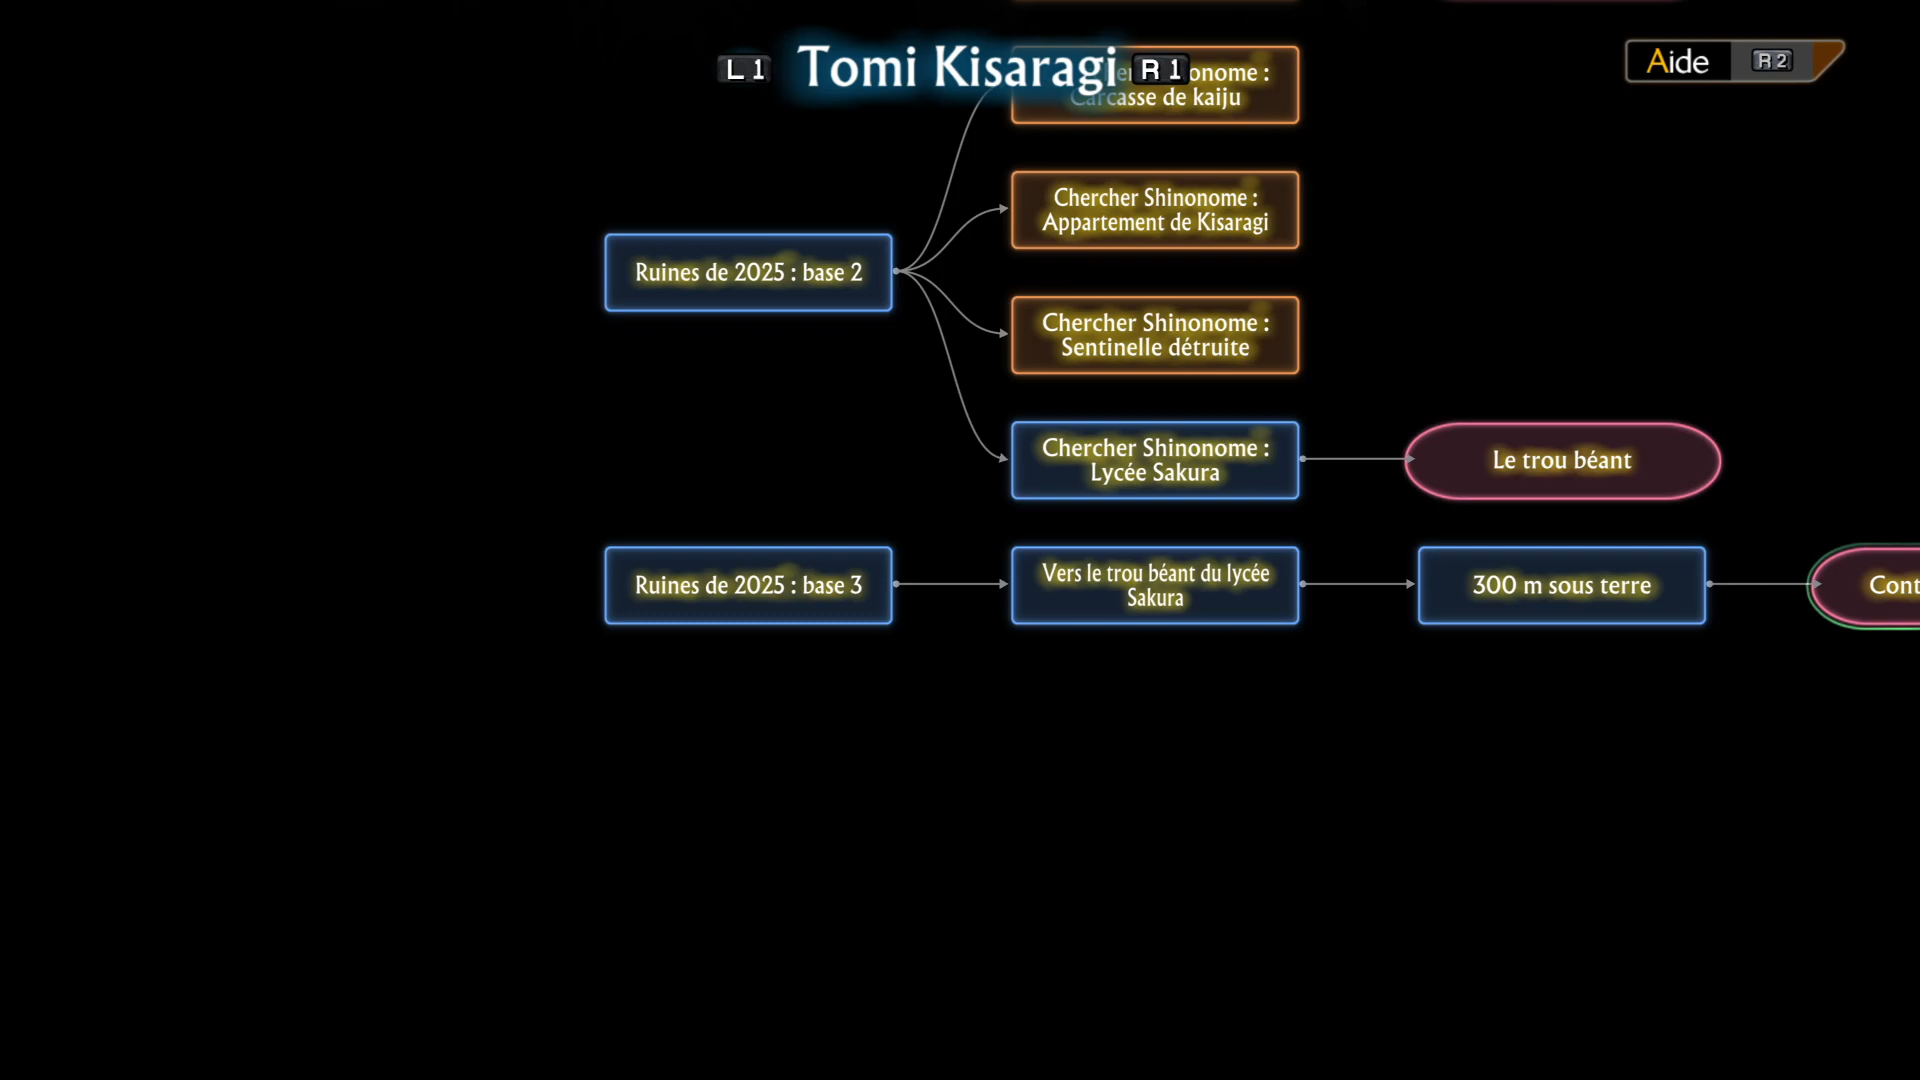 L1 Tomi Kisaragi R1
Aide R2
onome :
Carcasse de kaiju
Chercher Shinonome :
Appartement de Kisaragi
Ruines de 2025 : base 2
Chercher Shinonome :
Sentinelle détruite
Chercher Shinonome :
Lycée Sakura
Le trou béant
Ruines de 2025 : base 3
Vers le trou béant du lycée
Sakura
300 m sous terre
Cont